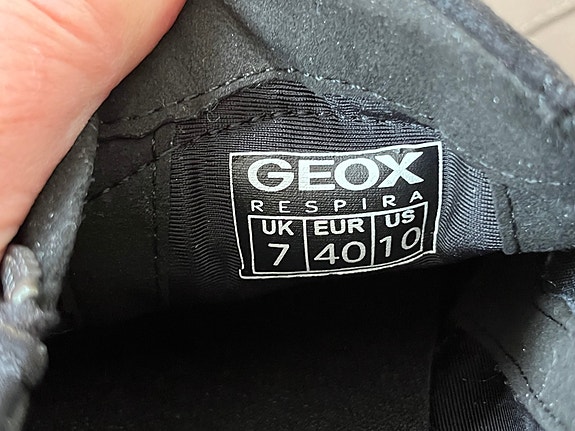 GEOX
RESPIRA
UK EUR US
7 40 10